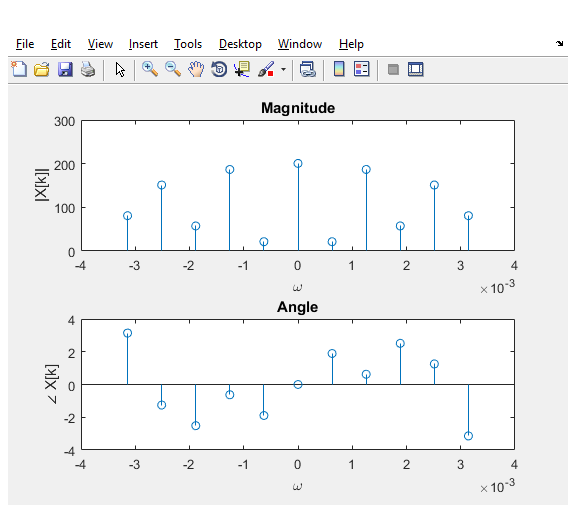 File Edit View Insert Tools Desktop Window Help
Magnitude
|X[k]|
300
200
100
0
-4 -3 -2 -1 0 1 2 3 4
ω
×10-3
Angle
∠ X[k]
4
2
0
-2
-4
-4 -3 -2 -1 0 1 2 3 4
ω
×10-3